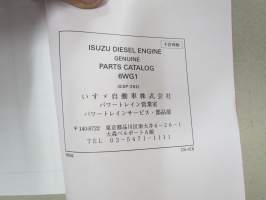 ISUZU DIESEL ENGINE
GENUINE
PARTS CATALOG
6WG1
いすゞ自動車株式会社
パワートレイン営業室
パワートレインサービス・部品部
〒140-8722 東京都品川区南大井6-26-1
大森ベルポートA館
TEL 03-5471-1111